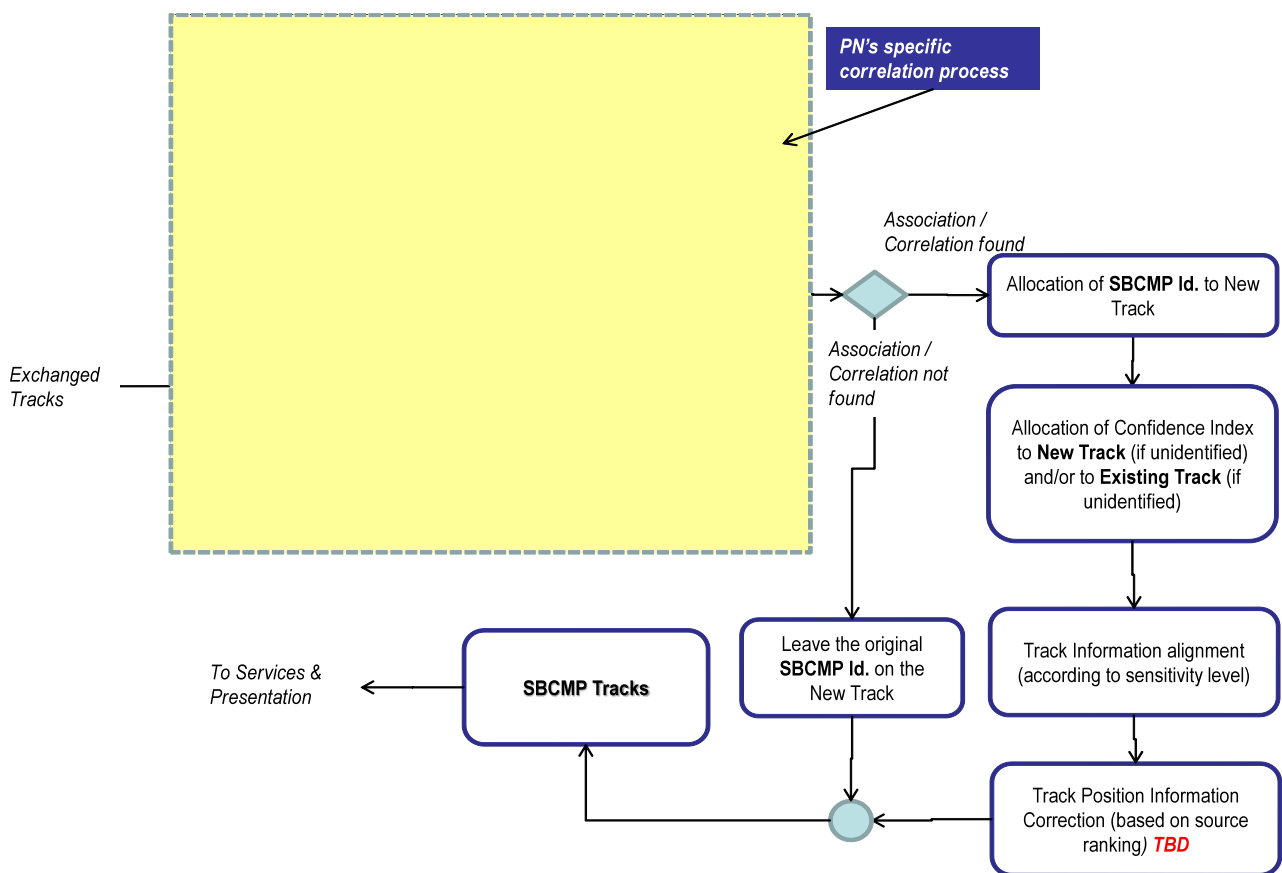 PN's specific
correlation process
Association /
Correlation found
Allocation of SBCMP Id. to New
Track
Association /
Correlation not
found
Exchanged
Tracks
Allocation of Confidence Index
to New Track (if unidentified)
and/or to Existing Track (if
unidentified)
Track Information alignment
(according to sensitivity level)
Leave the original
SBCMP Id. on the
New Track
SBCMP Tracks
To Services &
Presentation
Track Position Information
Correction (based on source
ranking) TBD